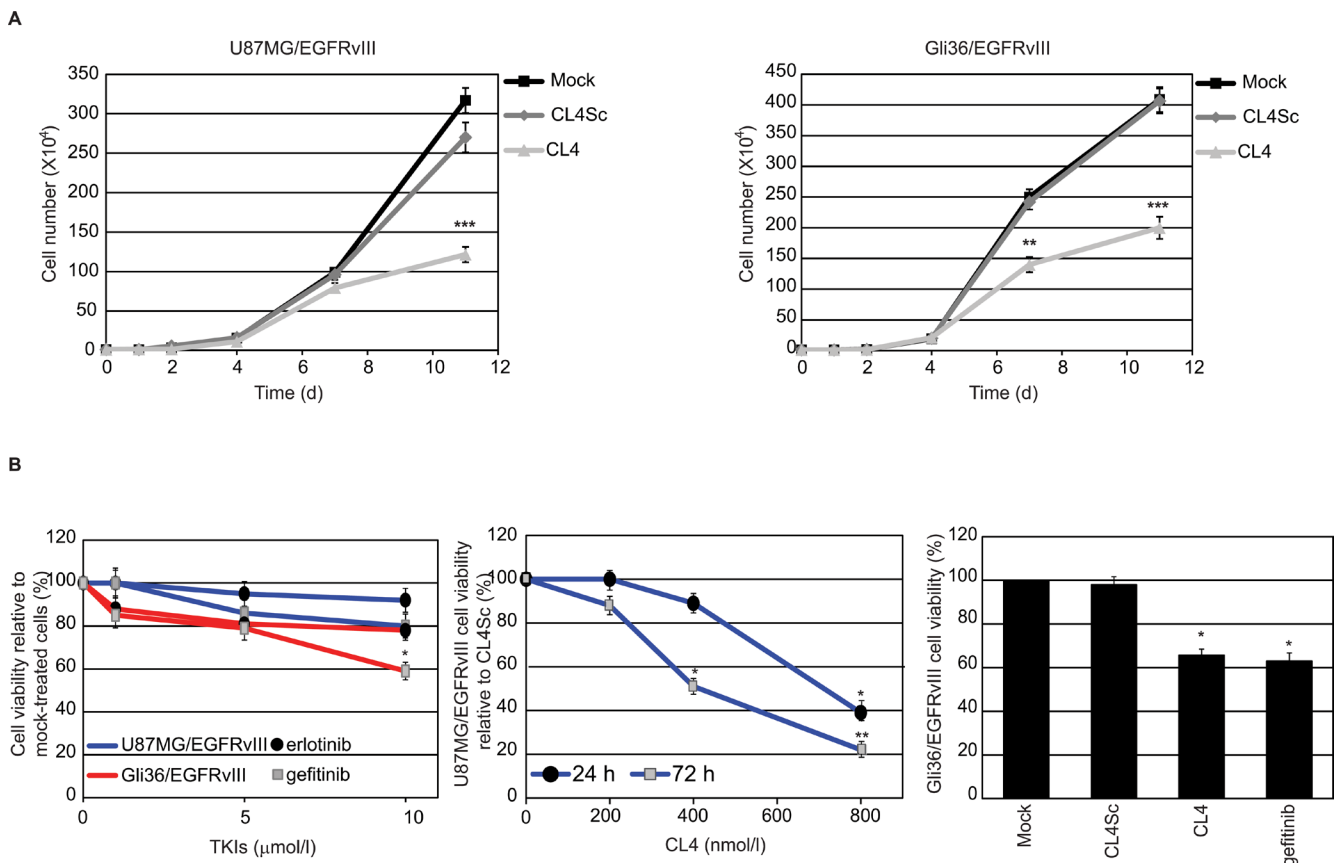 A
U87MG/EGFRvIII
Cell number (X10⁴)
350
300
250
200
150
100
50
0
0 2 4 6 8 10 12
Time (d)
***
Mock
CL4Sc
CL4
Gli36/EGFRvIII
Cell number (X10⁴)
450
400
350
300
250
200
150
100
50
0
0 2 4 6 8 10 12
Time (d)
**
***
Mock
CL4Sc
CL4
B
Cell viability relative to
mock-treated cells (%)
120
100
80
60
40
20
0
0 5 10
TKIs (μmol/l)
*
U87MG/EGFRvIII erlotinib
Gli36/EGFRvIII gefitinib
U87MG/EGFRvIII cell viability
relative to CL4Sc (%)
120
100
80
60
40
20
0
0 200 400 600 800
CL4 (nmol/l)
*
*
**
24 h 72 h
Gli36/EGFRvIII cell viability (%)
120
100
80
60
40
20
0
* *
Mock
CL4Sc
CL4
gefitinib